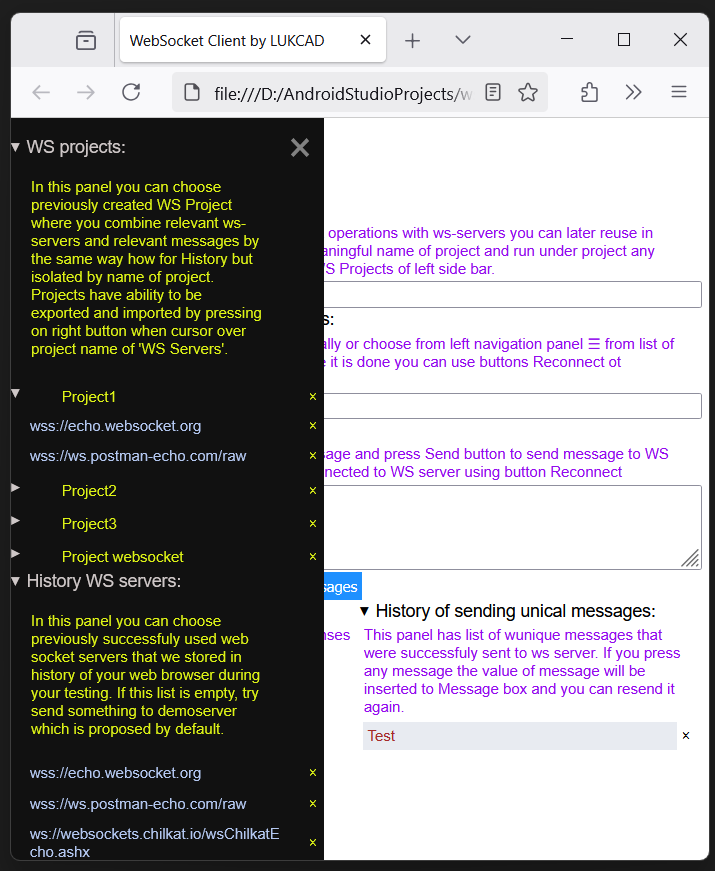 WebSocket Client by LUKCAD
file:///D:/AndroidStudioProjects/w
WS projects:
In this panel you can choose
previously created WS Project
where you combine relevant ws-
servers and relevant messages by
the same way how for History but
isolated by name of project.
Projects have ability to be
exported and imported by pressing
on right button when cursor over
project name of 'WS Servers'.
Project1 ×
wss://echo.websocket.org ×
wss://ws.postman-echo.com/raw ×
Project2 ×
Project3 ×
Project websocket ×
History WS servers:
In this panel you can choose
previously successfuly used web
socket servers that we stored in
history of your web browser during
your testing. If this list is empty, try
send something to demoserver
which is proposed by default.
wss://echo.websocket.org ×
wss://ws.postman-echo.com/raw ×
ws://websockets.chilkat.io/wsChilkatE
cho.ashx ×
operations with ws-servers you can later reuse in
aningful name of project and run under project any
S Projects of left side bar.
s:
ally or choose from left navigation panel ☰ from list of
it is done you can use buttons Reconnect ot
sage and press Send button to send message to WS
nected to WS server using button Reconnect
sages
nses
History of sending unical messages:
This panel has list of wunique messages that
were successfuly sent to ws server. If you press
any message the value of message will be
inserted to Message box and you can resend it
again.
Test ×